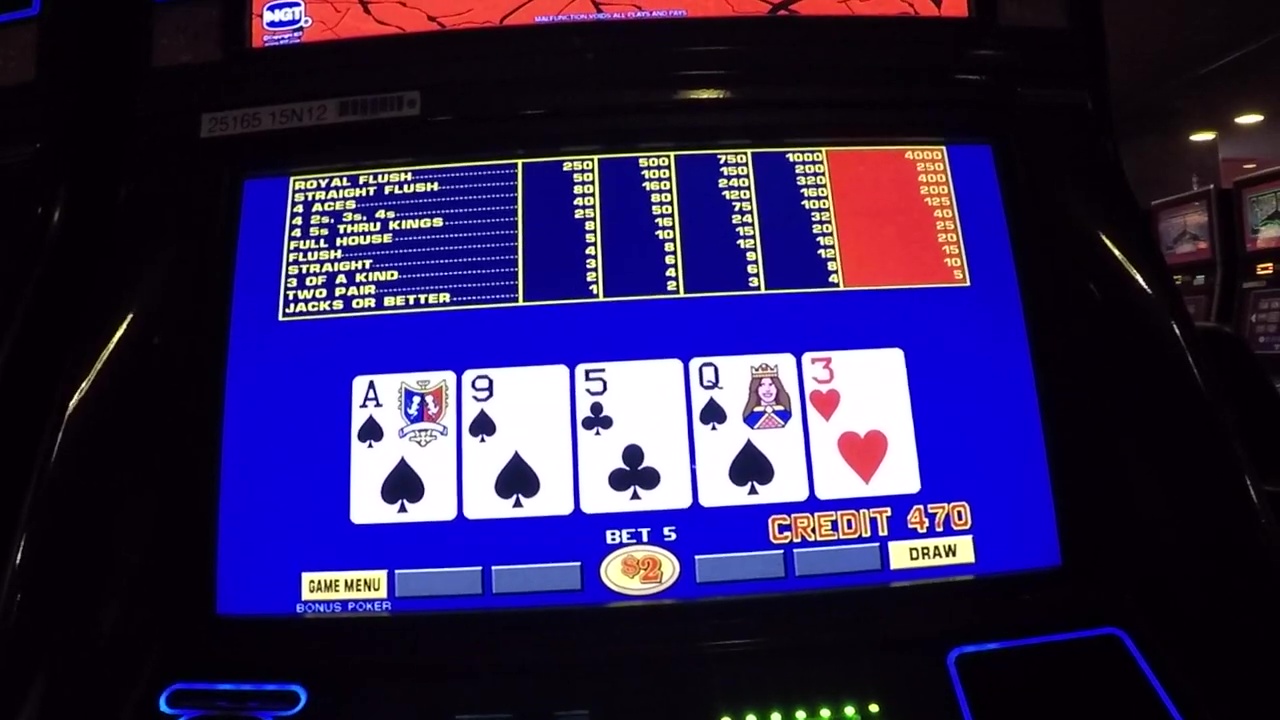 IGT
MALFUNCTION VOIDS ALL PLAYS AND PAYS
25165 15N12
ROYAL FLUSH 250 500 750 1000 4000
STRAIGHT FLUSH 50 100 150 200 250
4 ACES 80 160 240 320 400
4 2s, 3s, 4s 40 80 120 160 200
4 5s THRU KINGS 25 50 75 100 125
FULL HOUSE 8 16 24 32 40
FLUSH 5 10 15 20 25
STRAIGHT 4 8 12 16 20
3 OF A KIND 3 6 9 12 15
TWO PAIR 2 4 6 8 10
JACKS OR BETTER 1 2 3 4 5
A 9 5 Q 3
BET 5 CREDIT 470
GAME MENU $2 DRAW
BONUS POKER